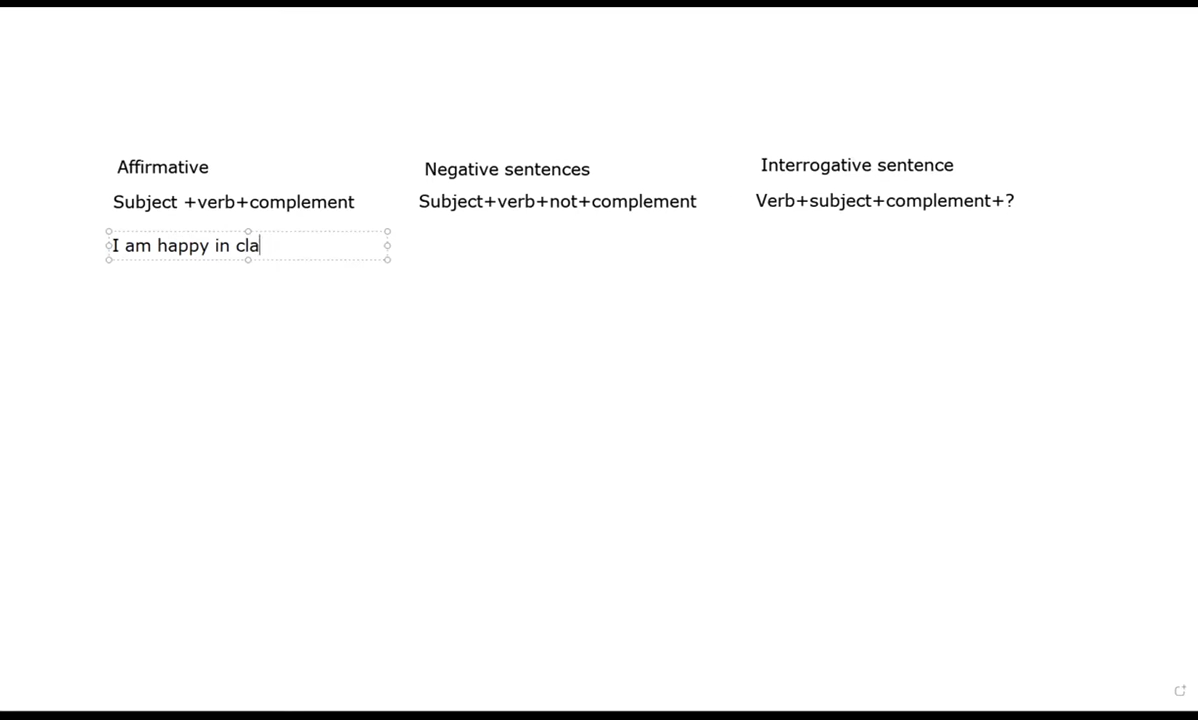 Affirmative
Negative sentences
Interrogative sentence
Subject +verb+complement
Subject+verb+not+complement
Verb+subject+complement+?
I am happy in cla